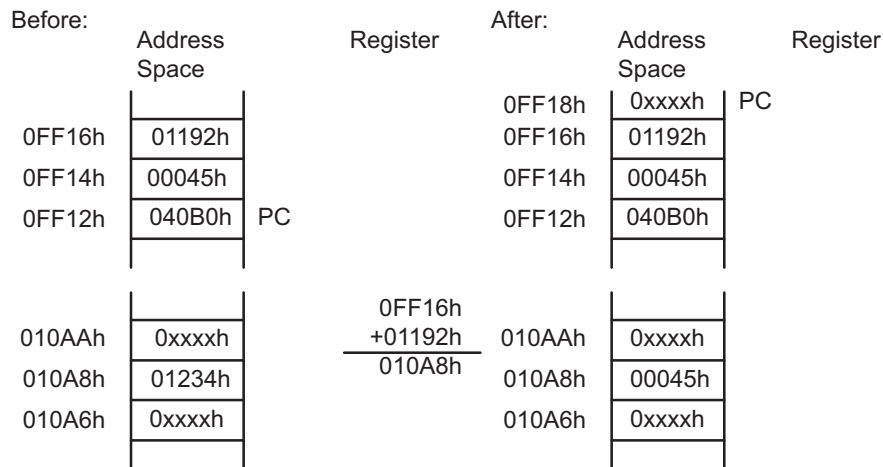 Before:
Address Space
Register
0FF16h 01192h
0FF14h 00045h
0FF12h 040B0h PC
010AAh 0xxxxh
010A8h 01234h
010A6h 0xxxxh
0FF16h
+01192h
010A8h
After:
Address Space
Register
0FF18h 0xxxxh PC
0FF16h 01192h
0FF14h 00045h
0FF12h 040B0h
010AAh 0xxxxh
010A8h 00045h
010A6h 0xxxxh